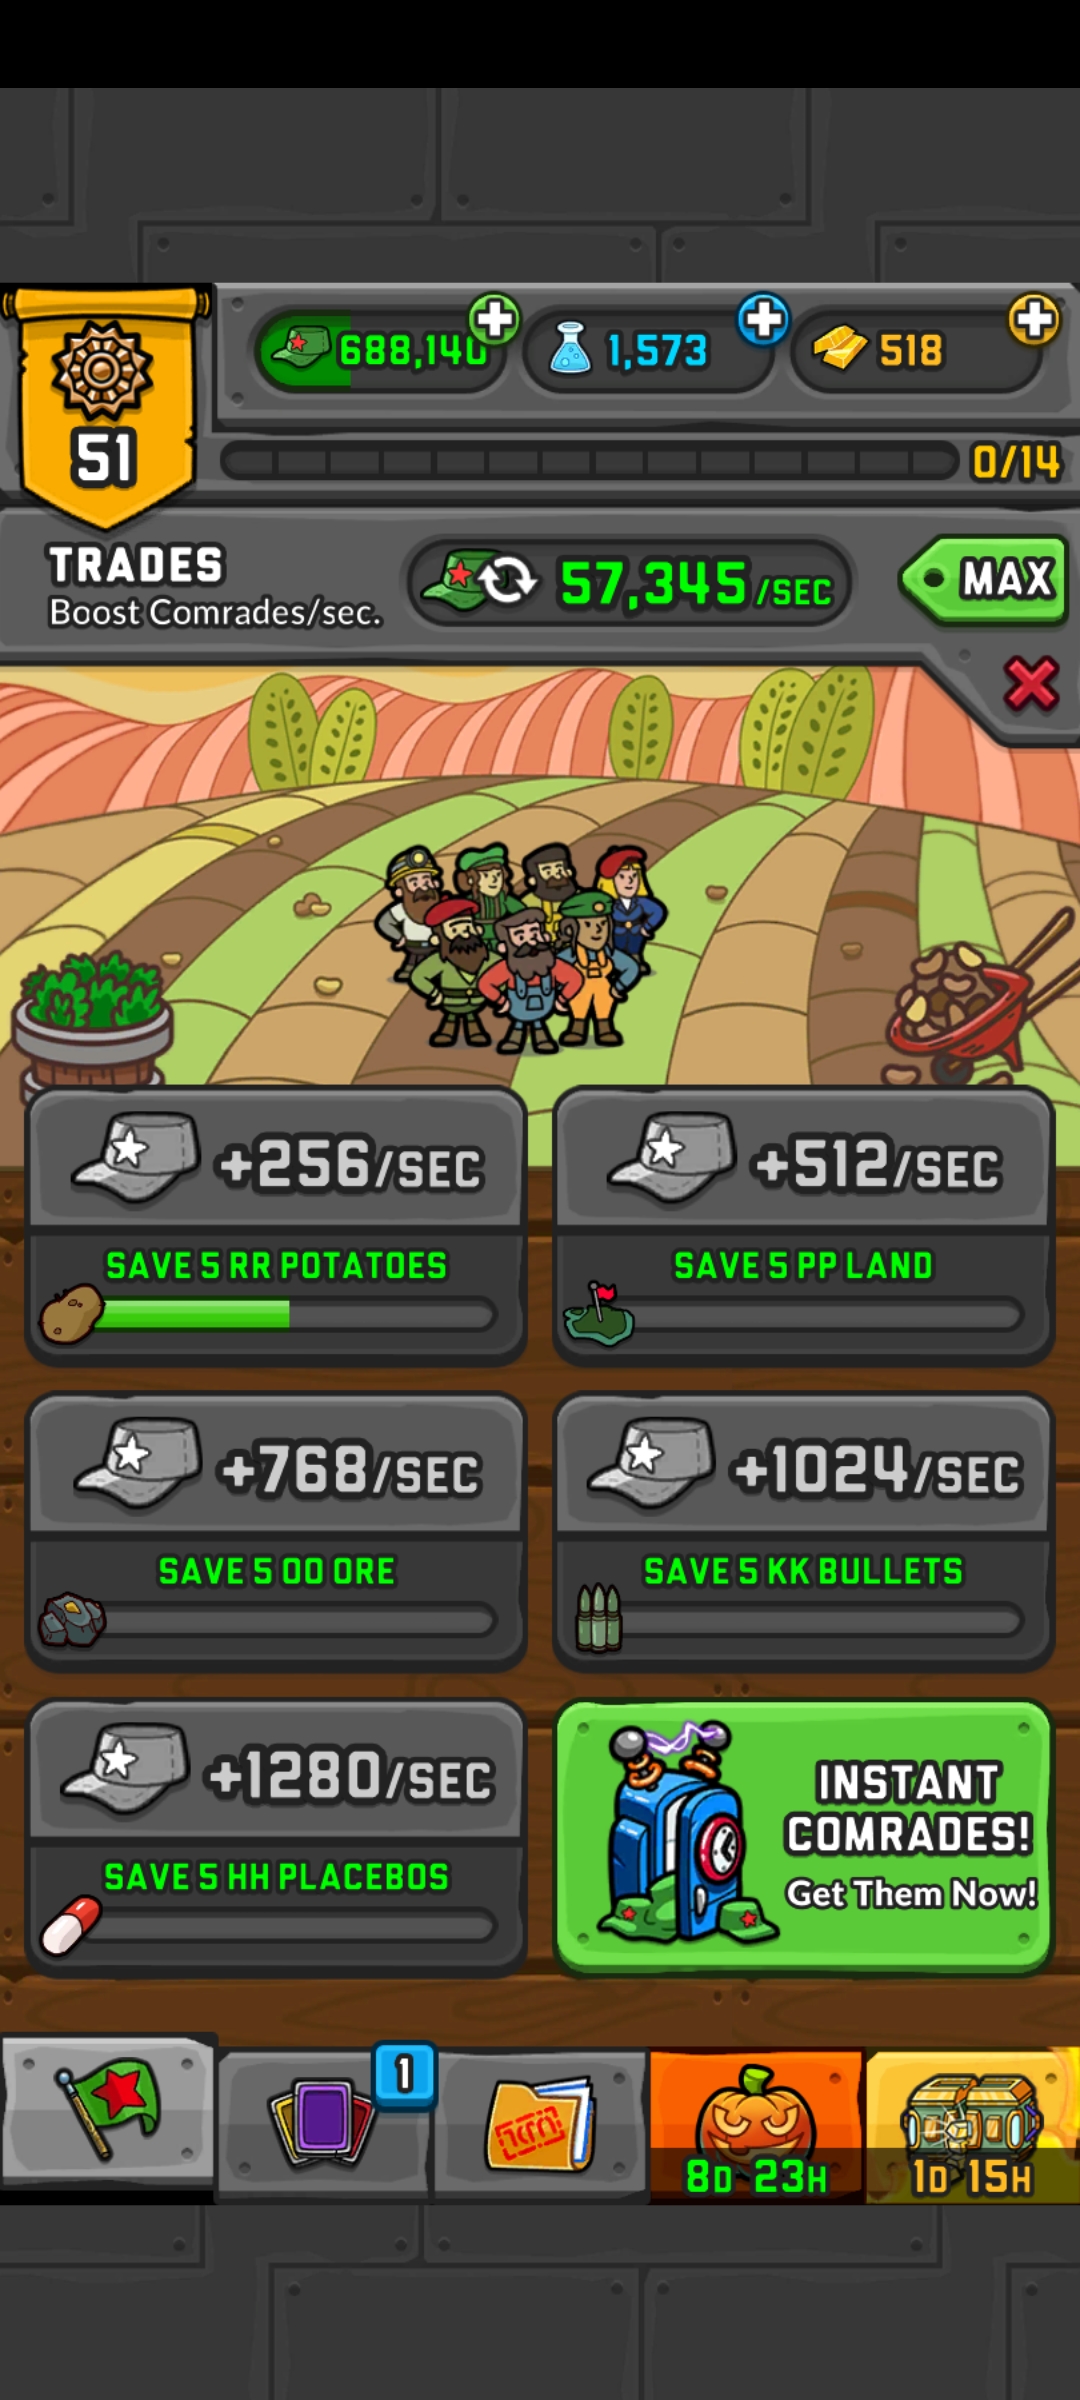 688,140
1,573
518
51
0/14
TRADES
Boost Comrades/sec.
57,345/SEC
MAX
+256/SEC
+512/SEC
SAVE 5 RR POTATOES
SAVE 5 PP LAND
+768/SEC
+1024/SEC
SAVE 5 OO ORE
SAVE 5 KK BULLETS
+1280/SEC
INSTANT
COMRADES!
Get Them Now!
SAVE 5 HH PLACEBOS
1
8D 23H
1D 15H